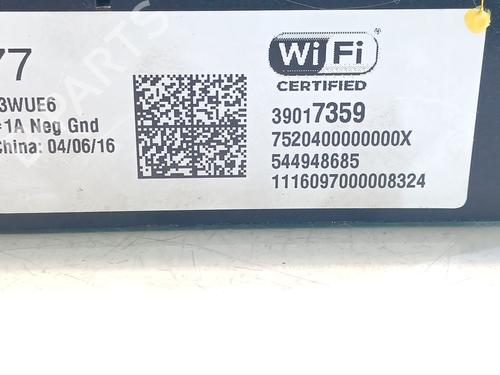 77
3WUE6
=1A Neg Gnd
China: 04/06/16
WiFi
CERTIFIED
39017359
7520400000000X
544948685
1116097000008324